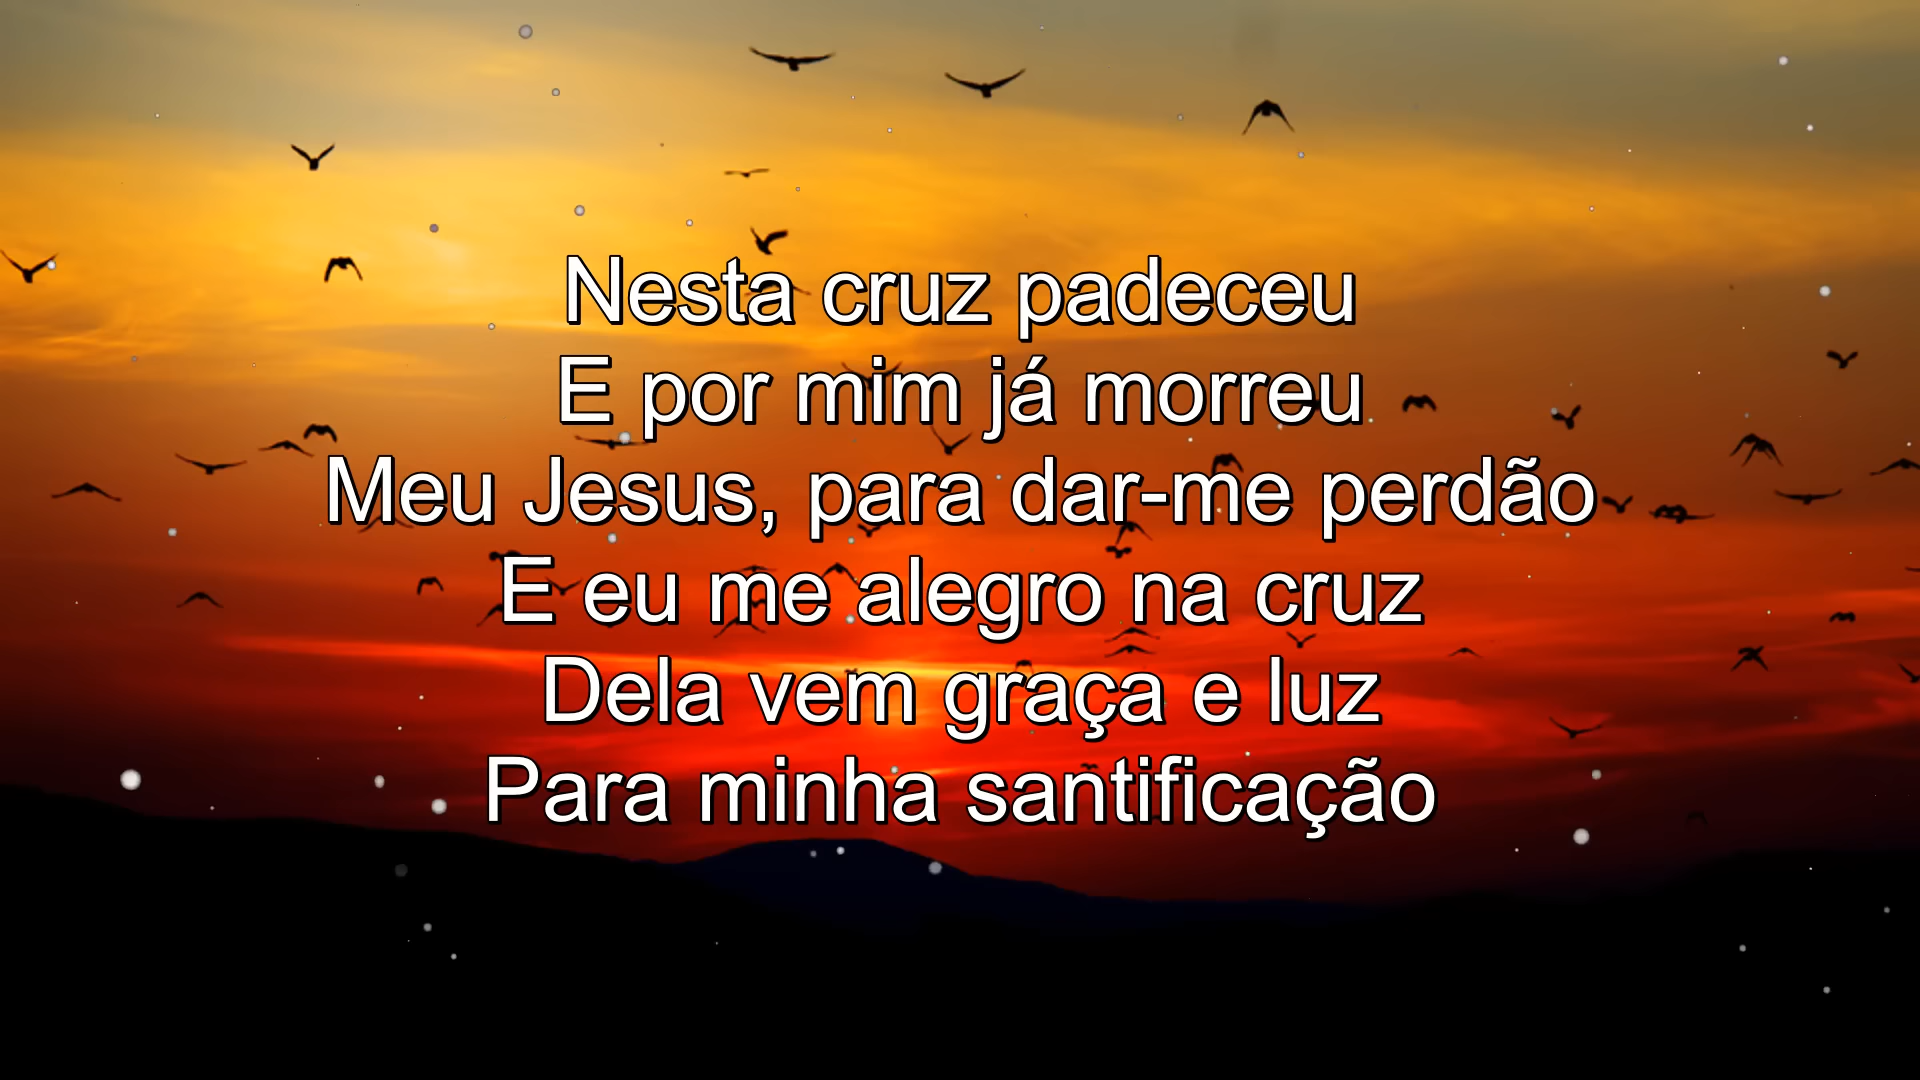 Nesta cruz padeceu
E por mim já morreu
Meu Jesus, para dar-me perdão
E eu me alegro na cruz
Dela vem graça e luz
Para minha santificação